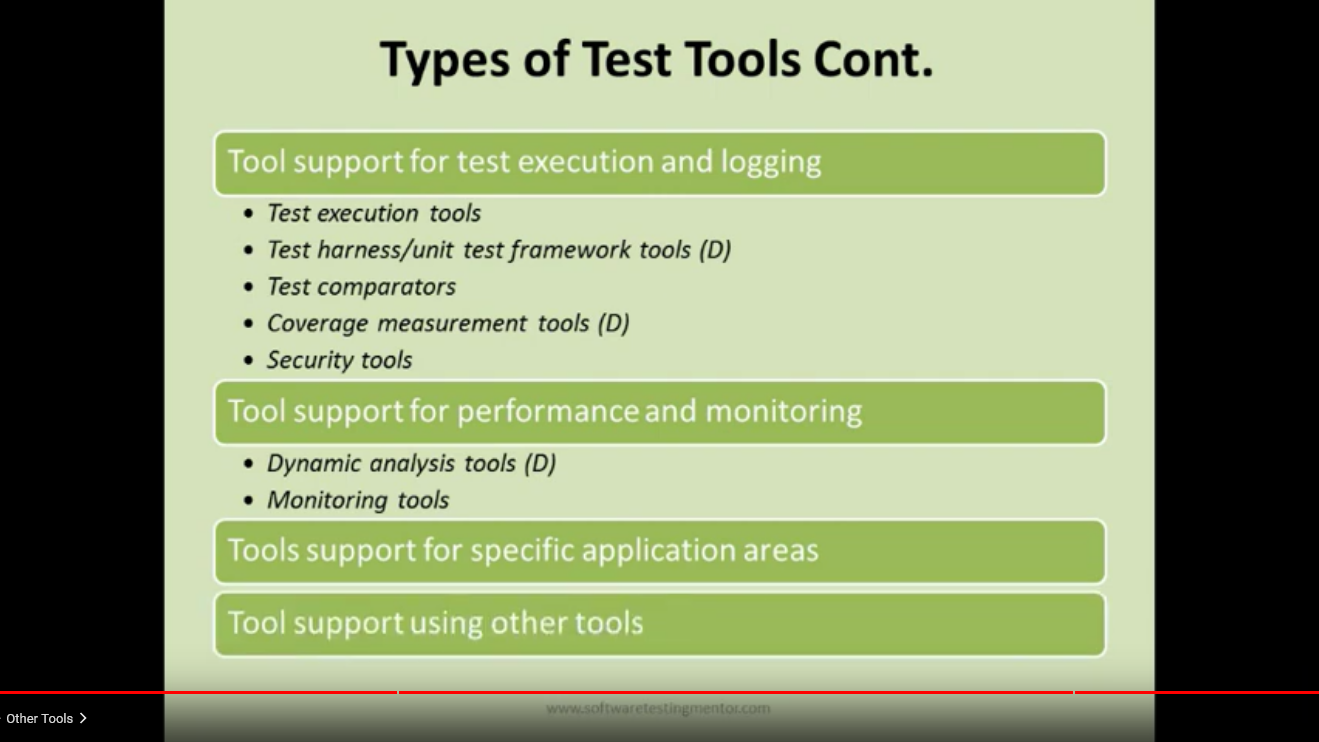 Types of Test Tools Cont.
Tool support for test execution and logging
• Test execution tools
• Test harness/unit test framework tools (D)
• Test comparators
• Coverage measurement tools (D)
• Security tools
Tool support for performance and monitoring
• Dynamic analysis tools (D)
• Monitoring tools
Tools support for specific application areas
Tool support using other tools
www.softwaretestingmentor.com
Other Tools